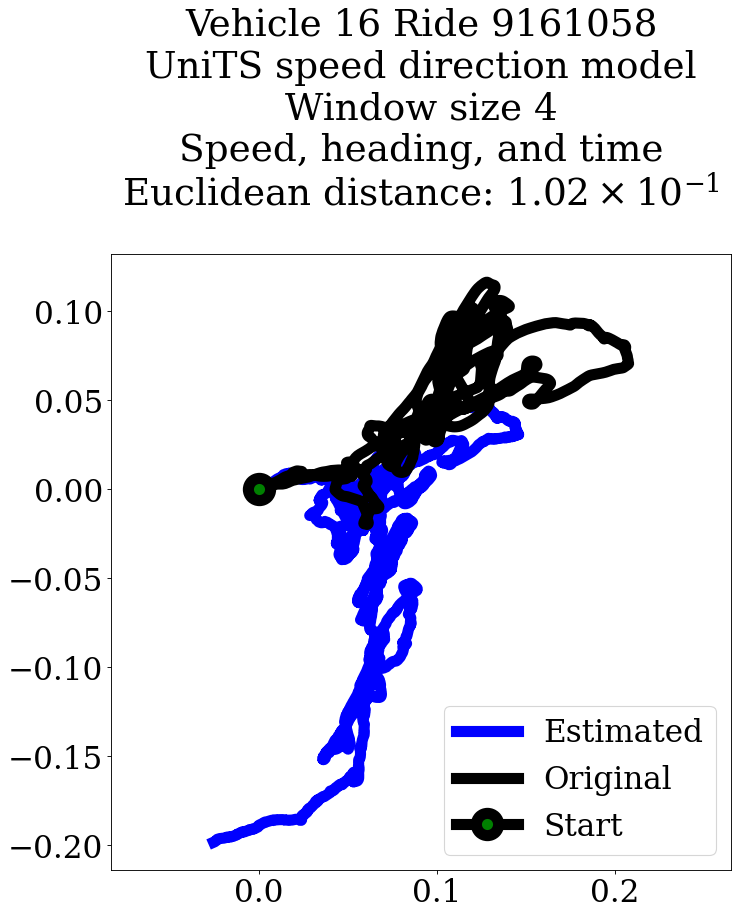 Vehicle 16 Ride 9161058
UniTS speed direction model
Window size 4
Speed, heading, and time
Euclidean distance: 1.02 × 10⁻¹
0.10
0.05
0.00
−0.05
−0.10
−0.15
−0.20
0.0 0.1 0.2
Estimated
Original
Start